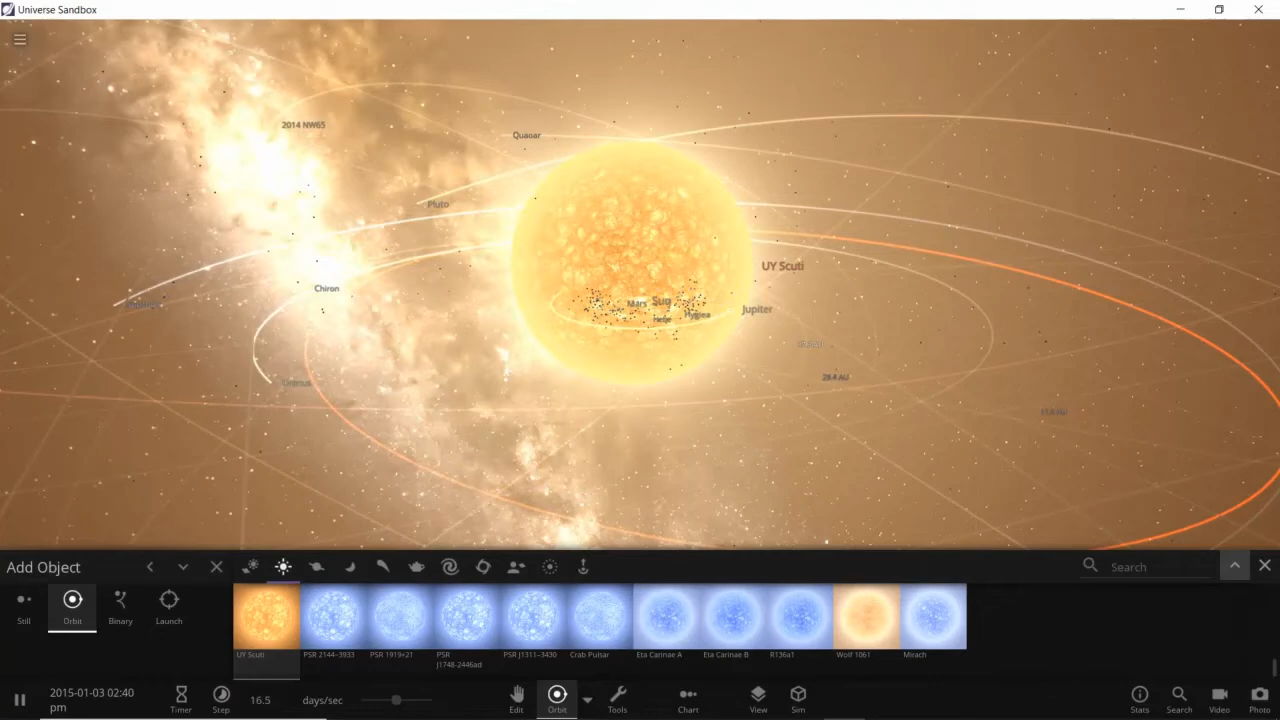 Universe Sandbox
2014 NW65
Quaoar
Pluto
UY Scuti
Chiron
Mars
Sun
Hygiea
Jupiter
Hebe
Uranus
29.4 AU
Add Object
Search
Still
Orbit
Binary
Launch
UY Scuti
PSR 2144−3933
PSR 1919+21
PSR
J1748-2446ad
PSR J1311−3430
Crab Pulsar
Eta Carinae A
Eta Carinae B
R136a1
Wolf 1061
Mirach
2015-01-03 02:40
pm
Timer
Step
16.5
days/sec
Edit
Orbit
Tools
Chart
View
Sim
Stats
Search
Video
Photo